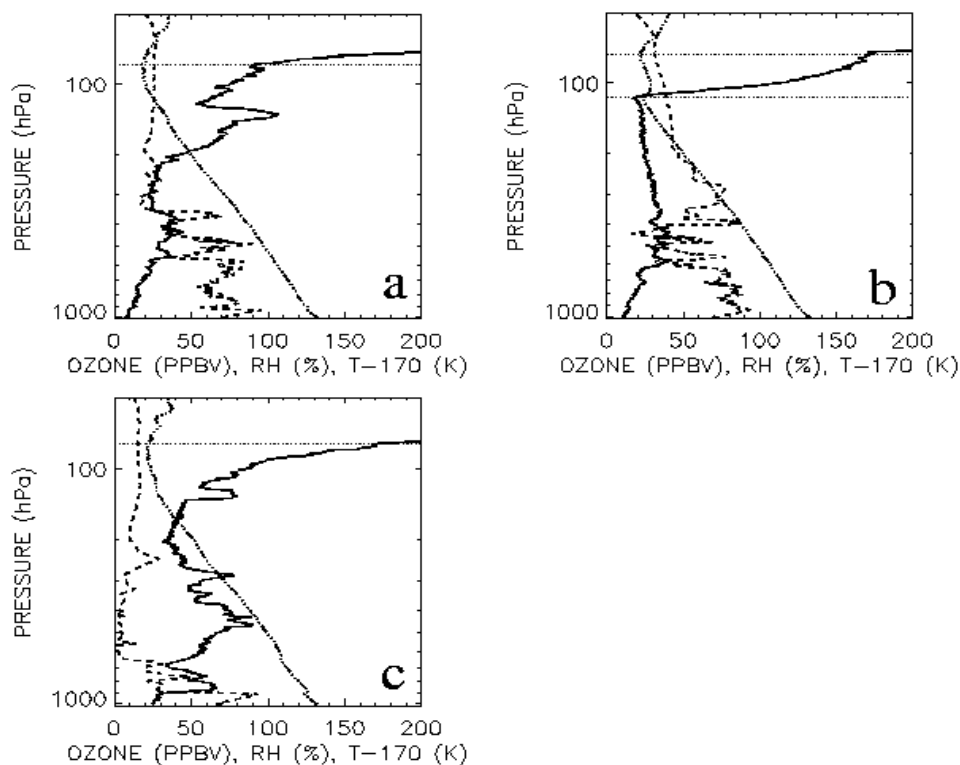 PRESSURE (hPa)
100
1000
a
0 50 100 150 200
OZONE (PPBV), RH (%), T-170 (K)
PRESSURE (hPa)
100
1000
b
0 50 100 150 200
OZONE (PPBV), RH (%), T-170 (K)
PRESSURE (hPa)
100
1000
c
0 50 100 150 200
OZONE (PPBV), RH (%), T-170 (K)